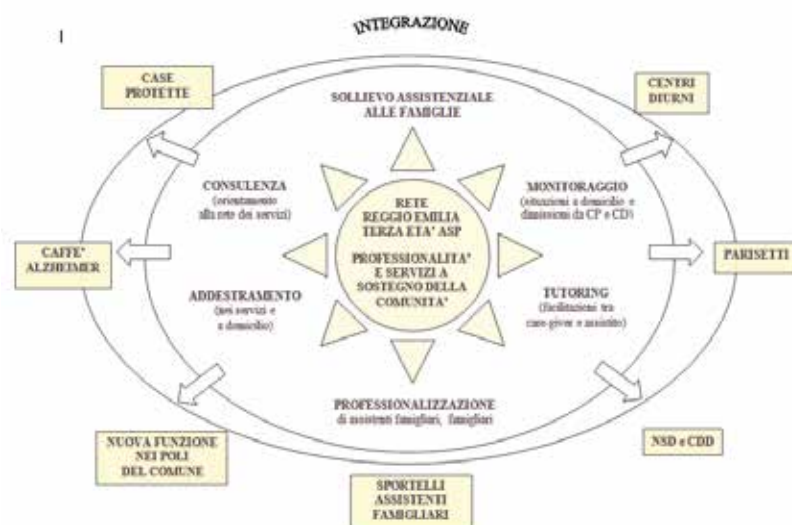 I
INTEGRAZIONE
CASE
PROTETTE
CENTRI
DIURNI
SOLLIEVO ASSISTENZIALE
ALLE FAMIGLIE
CONSULENZA
(orientamento
alla rete dei servizi)
RETE
REGGIO EMILIA
TERZA ETA' ASP
PROFESSIONALITA'
E SERVIZI A
SOSTEGNO DELLA
COMUNITA'
MONITORAGGIO
(situazioni a domicilio e
dimissioni da CP e CD)
CAFFE'
ALZHEIMER
PARISETTI
ADDESTRAMENTO
(nei servizi e
a domicilio)
TUTORING
(facilitazioni tra
care giver e assistito)
PROFESSIONALIZZAZIONE
di assistenti famigliari, famigliari
NUOVA FUNZIONE
NEI POLI
DEL COMUNE
NSD e CDD
SPORTELLI
ASSISTENTI
FAMIGLIARI